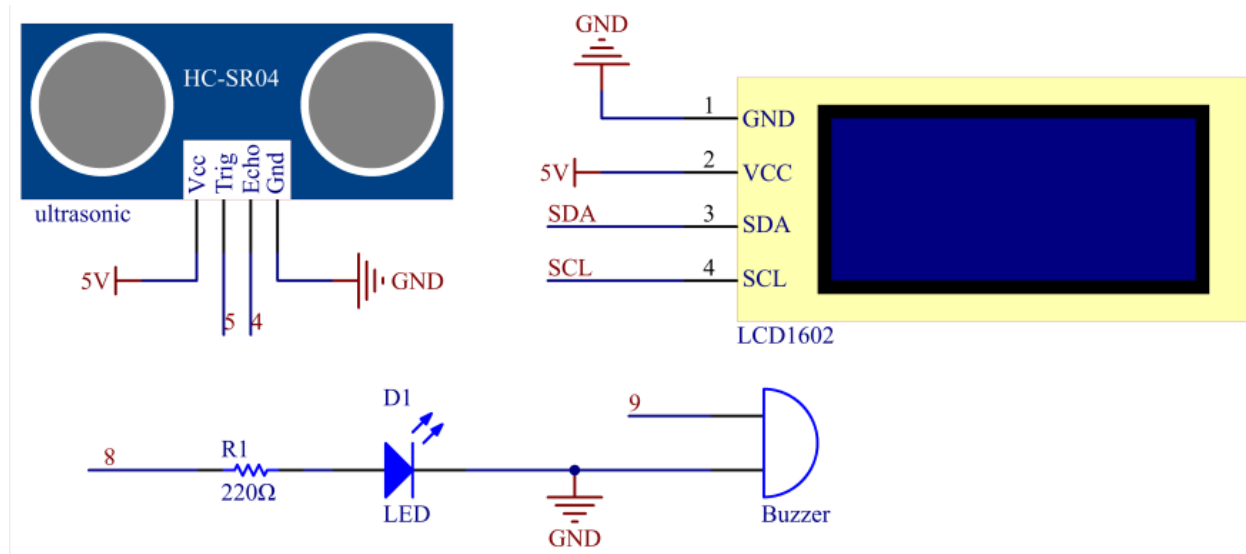 HC-SR04
Vcc
Trig
Echo
Gnd
ultrasonic
5V
GND
5
4
GND
1
GND
5V
2
VCC
SDA
3
SDA
SCL
4
SCL
LCD1602
8
R1
220Ω
D1
LED
GND
9
Buzzer